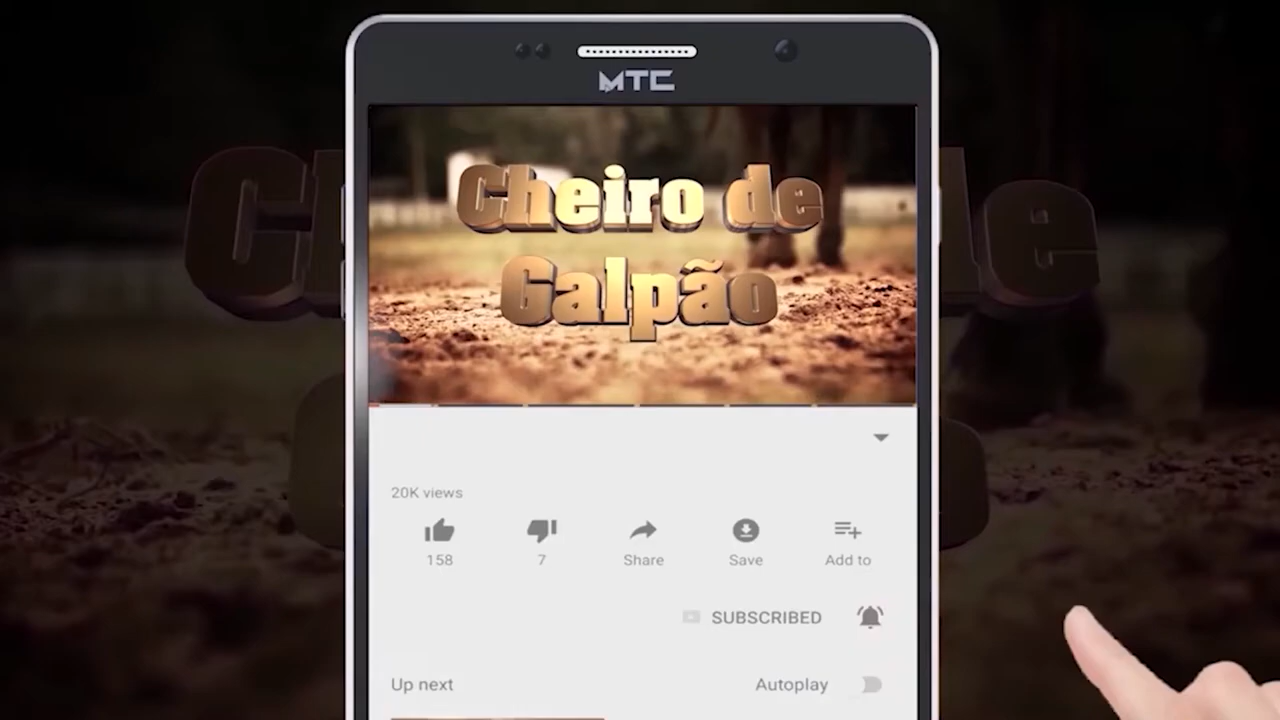 MTC
Cheiro de
Galpão
20K views
158
7
Share
Save
Add to
SUBSCRIBED
Up next
Autoplay